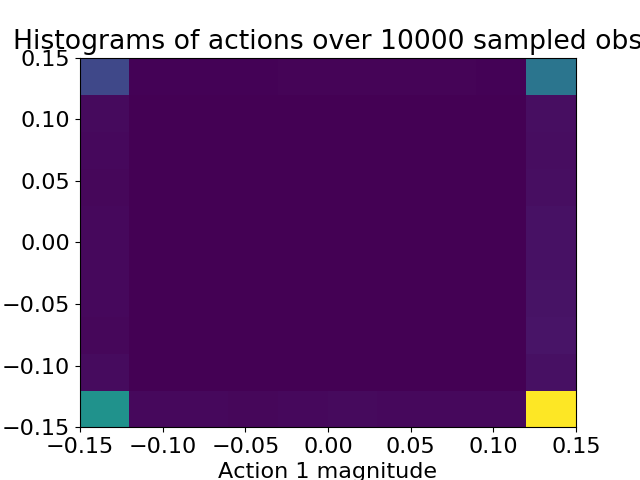 Histograms of actions over 10000 sampled obs
0.15
0.10
0.05
0.00
−0.05
−0.10
−0.15
−0.15 −0.10 −0.05 0.00 0.05 0.10 0.15
Action 1 magnitude